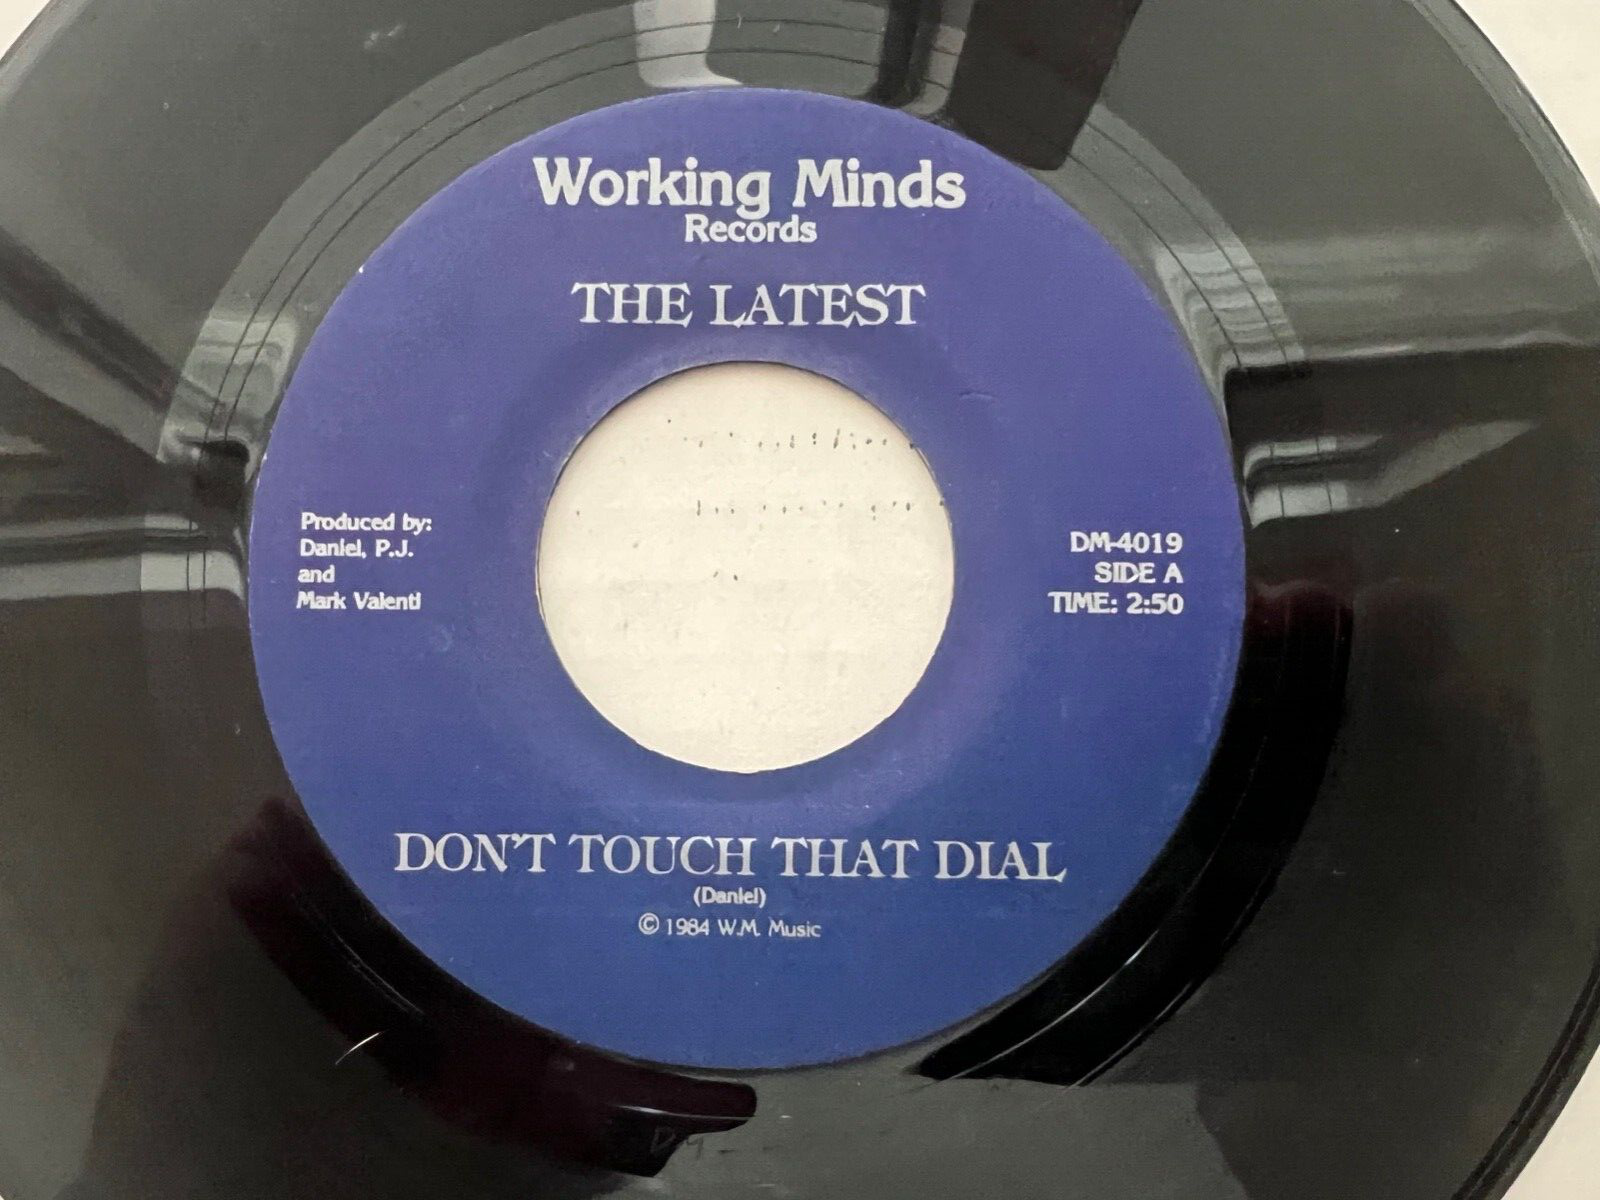 Working Minds
Records
THE LATEST
Produced by:
Daniel, P.J.
and
Mark Valenti
DM-4019
SIDE A
TIME: 2:50
DON'T TOUCH THAT DIAL
(Daniel)
© 1984 W.M. Music